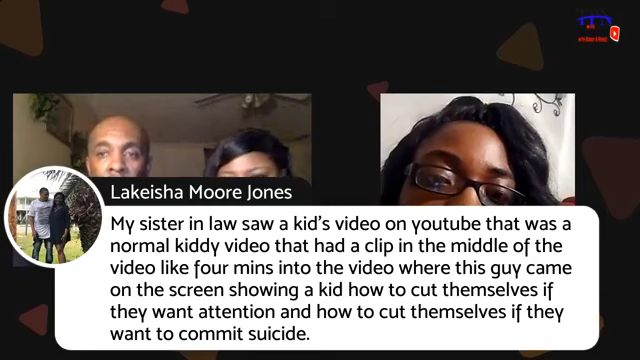 Lakeisha Moore Jones
My sister in law saw a kid's video on youtube that was a
normal kiddy video that had a clip in the middle of the
video like four mins into the video where this guy came
on the screen showing a kid how to cut themselves if
they want attention and how to cut themselves if they
want to commit suicide.